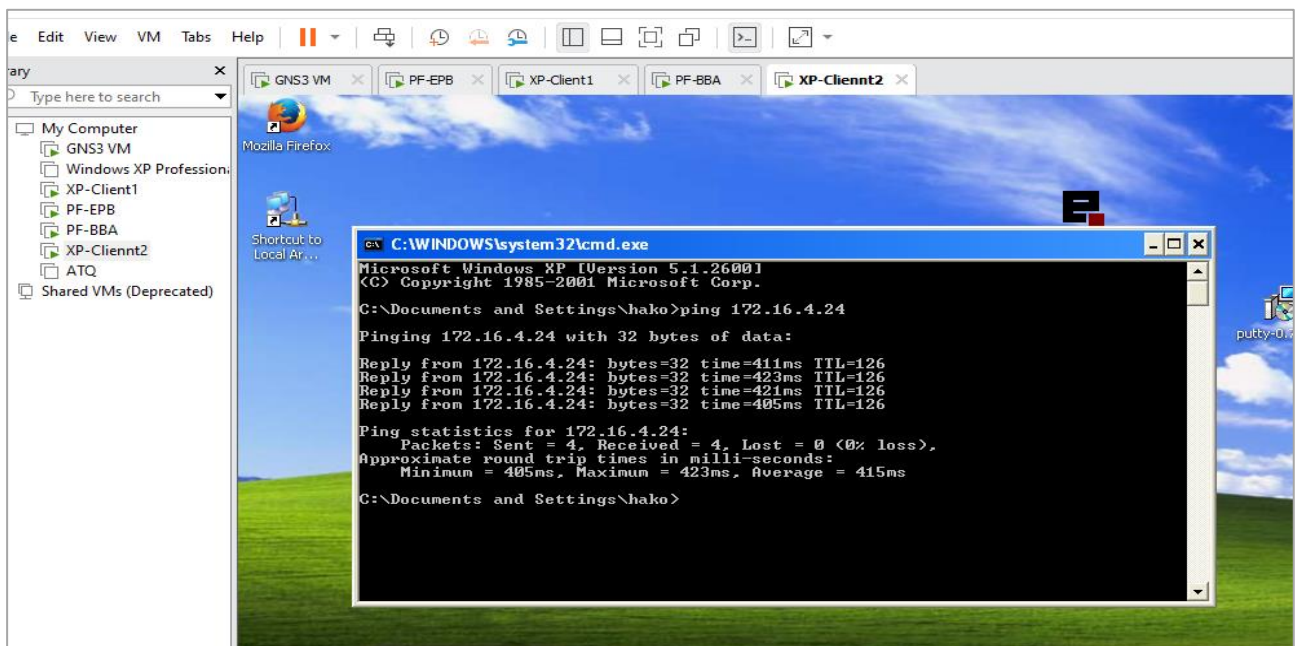 e Edit View VM Tabs Help
rary
Type here to search
GNS3 VM PF-EPB XP-Client1 PF-BBA XP-Cliennt2
My Computer
GNS3 VM
Windows XP Profession
XP-Client1
PF-EPB
PF-BBA
XP-Cliennt2
ATQ
Shared VMs (Deprecated)
Mozilla Firefox
Shortcut to
Local Ar...
e
putty-0.
C:\WINDOWS\system32\cmd.exe
Microsoft Windows XP [Version 5.1.2600]
(C) Copyright 1985-2001 Microsoft Corp.
C:\Documents and Settings\hako>ping 172.16.4.24
Pinging 172.16.4.24 with 32 bytes of data:
Reply from 172.16.4.24: bytes=32 time=411ms TTL=126
Reply from 172.16.4.24: bytes=32 time=423ms TTL=126
Reply from 172.16.4.24: bytes=32 time=421ms TTL=126
Reply from 172.16.4.24: bytes=32 time=405ms TTL=126
Ping statistics for 172.16.4.24:
Packets: Sent = 4, Received = 4, Lost = 0 (0% loss),
Approximate round trip times in milli-seconds:
Minimum = 405ms, Maximum = 423ms, Average = 415ms
C:\Documents and Settings\hako>